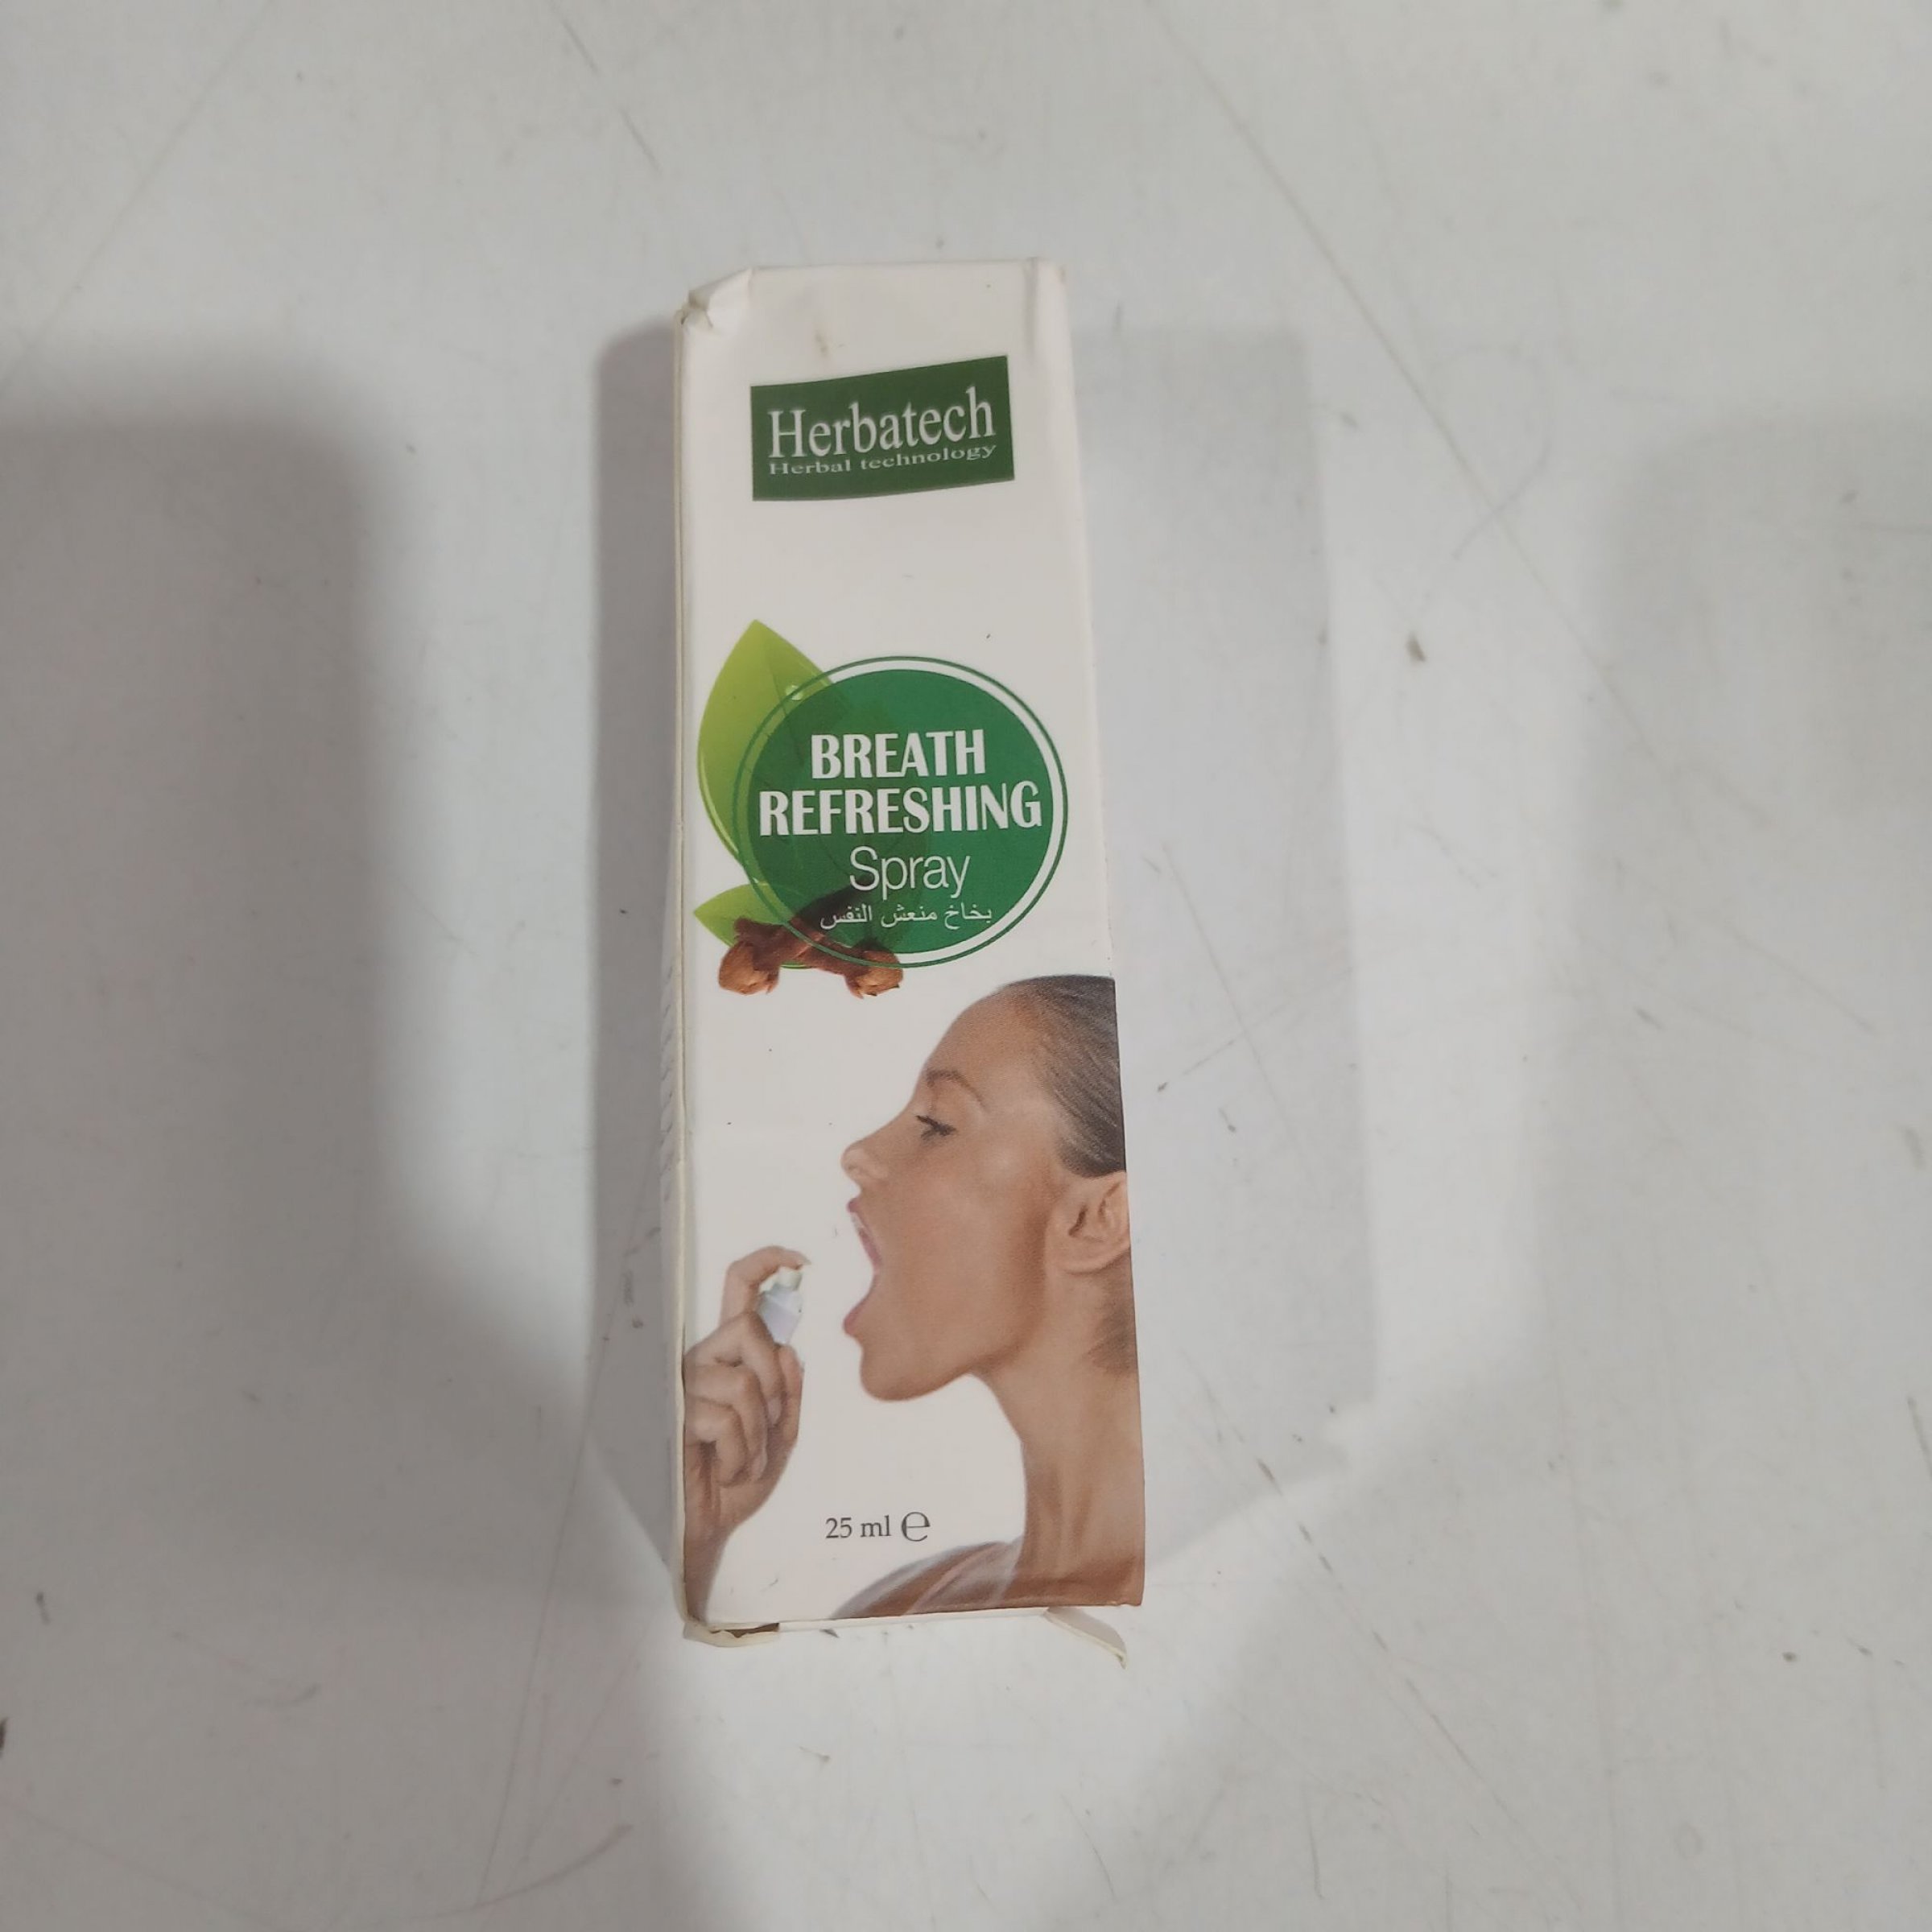 Herbatech
Herbal technology
BREATH
REFRESHING
Spray
بخاخ منعش النفس
25 ml ℮